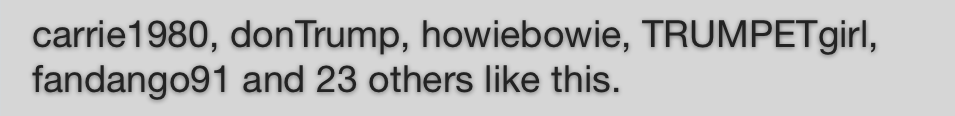 carrie1980, donTrump, howiebowie, TRUMPETgirl,
fandango91 and 23 others like this.